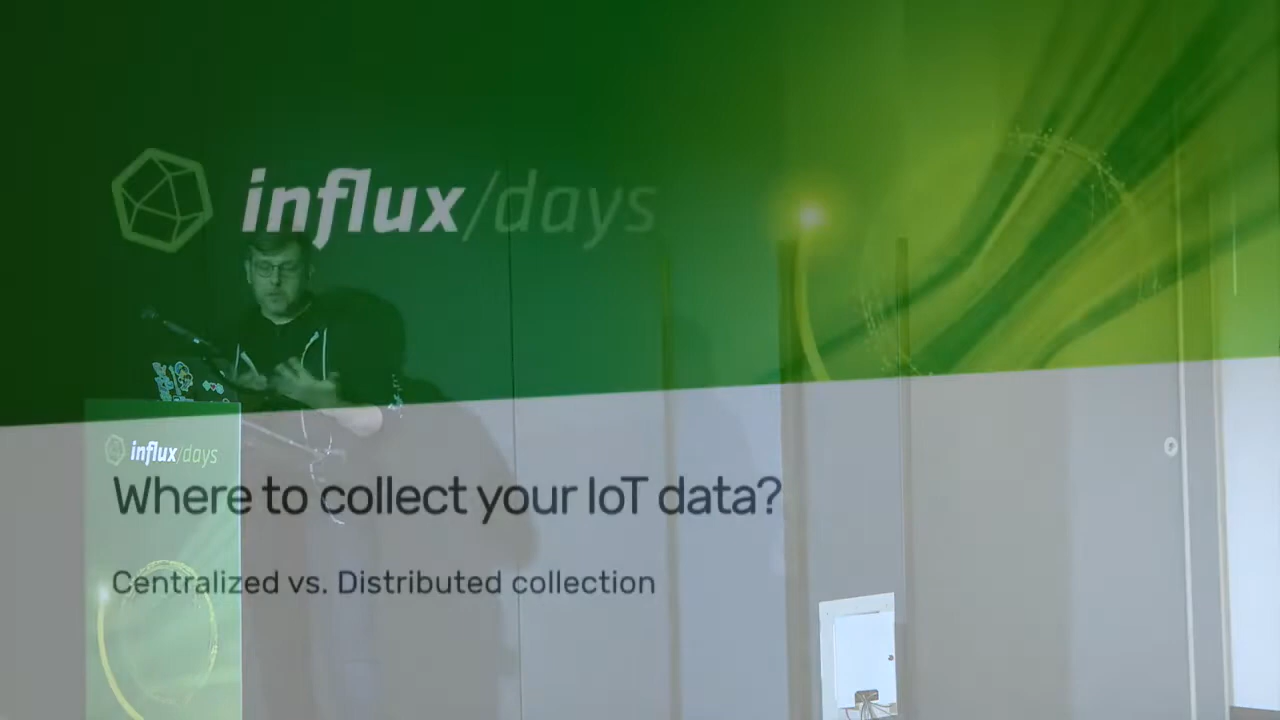 influx/days
influx/days
Where to collect your IoT data?
Centralized vs. Distributed collection